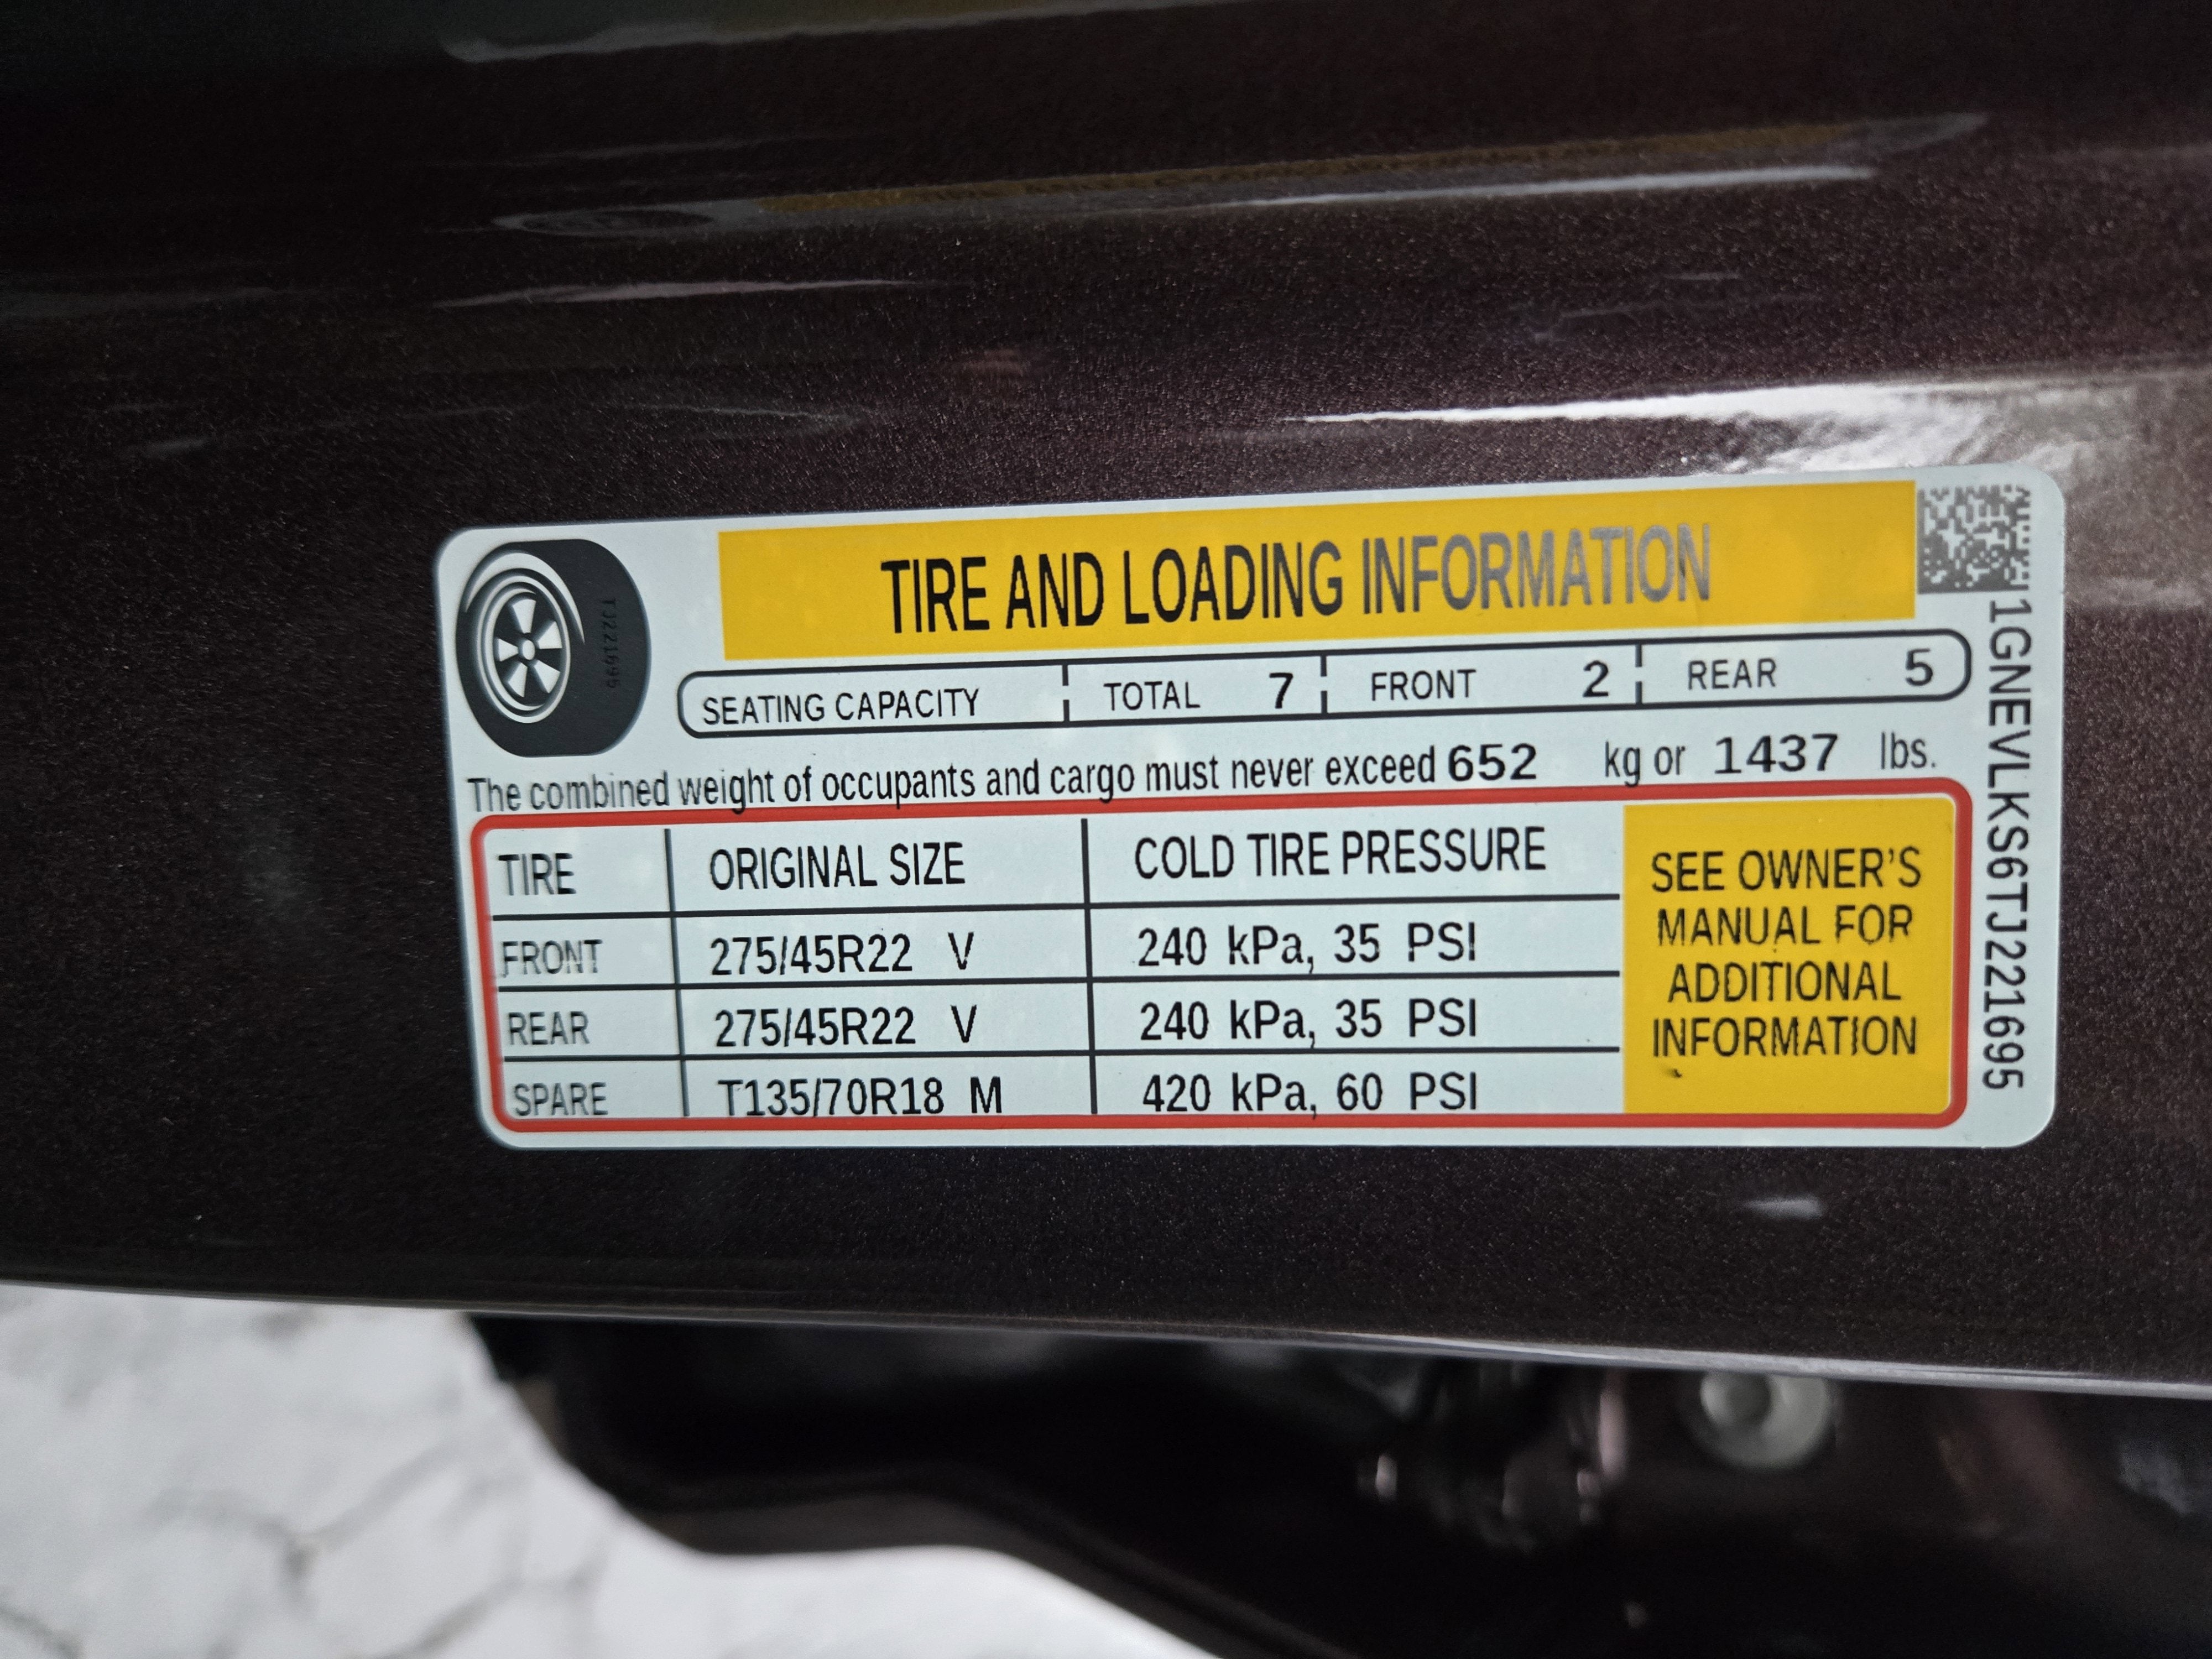 TIRE AND LOADING INFORMATION
SEATING CAPACITY TOTAL 7 FRONT 2 REAR 5
The combined weight of occupants and cargo must never exceed 652 kg or 1437 lbs.
TIRE ORIGINAL SIZE COLD TIRE PRESSURE
FRONT 275/45R22 V 240 kPa, 35 PSI
REAR 275/45R22 V 240 kPa, 35 PSI
SPARE T135/70R18 M 420 kPa, 60 PSI
SEE OWNER'S
MANUAL FOR
ADDITIONAL
INFORMATION
1GNEVLKS6TJ221695
TJ221695